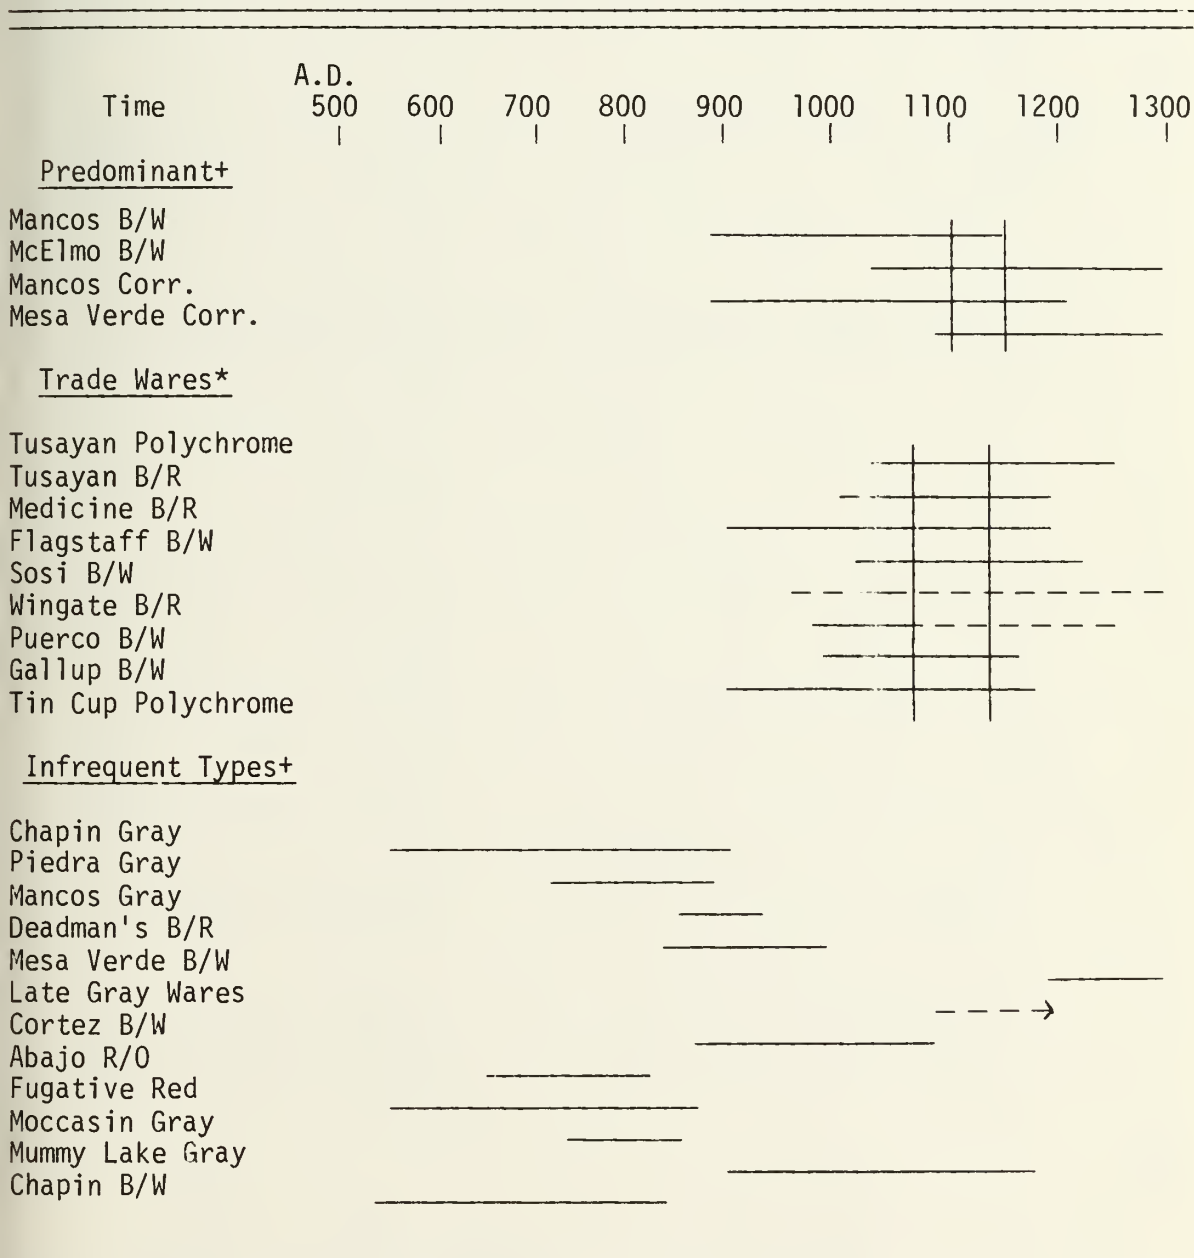 A.D.
Time 500 600 700 800 900 1000 1100 1200 1300
Predominant+
Mancos B/W
McElmo B/W
Mancos Corr.
Mesa Verde Corr.
Trade Wares*
Tusayan Polychrome
Tusayan B/R
Medicine B/R
Flagstaff B/W
Sosi B/W
Wingate B/R
Puerco B/W
Gallup B/W
Tin Cup Polychrome
Infrequent Types+
Chapin Gray
Piedra Gray
Mancos Gray
Deadman's B/R
Mesa Verde B/W
Late Gray Wares
Cortez B/W
Abajo R/O
Fugative Red
Moccasin Gray
Mummy Lake Gray
Chapin B/W